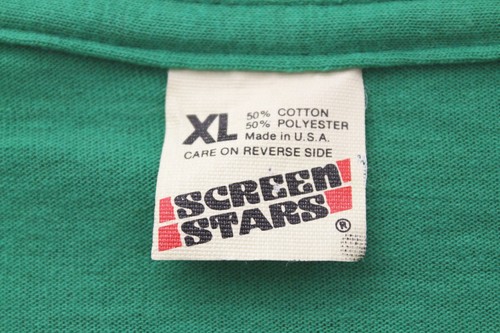 XL 50% COTTON
50% POLYESTER
Made in U.S.A.
CARE ON REVERSE SIDE
SCREEN
STARS ®